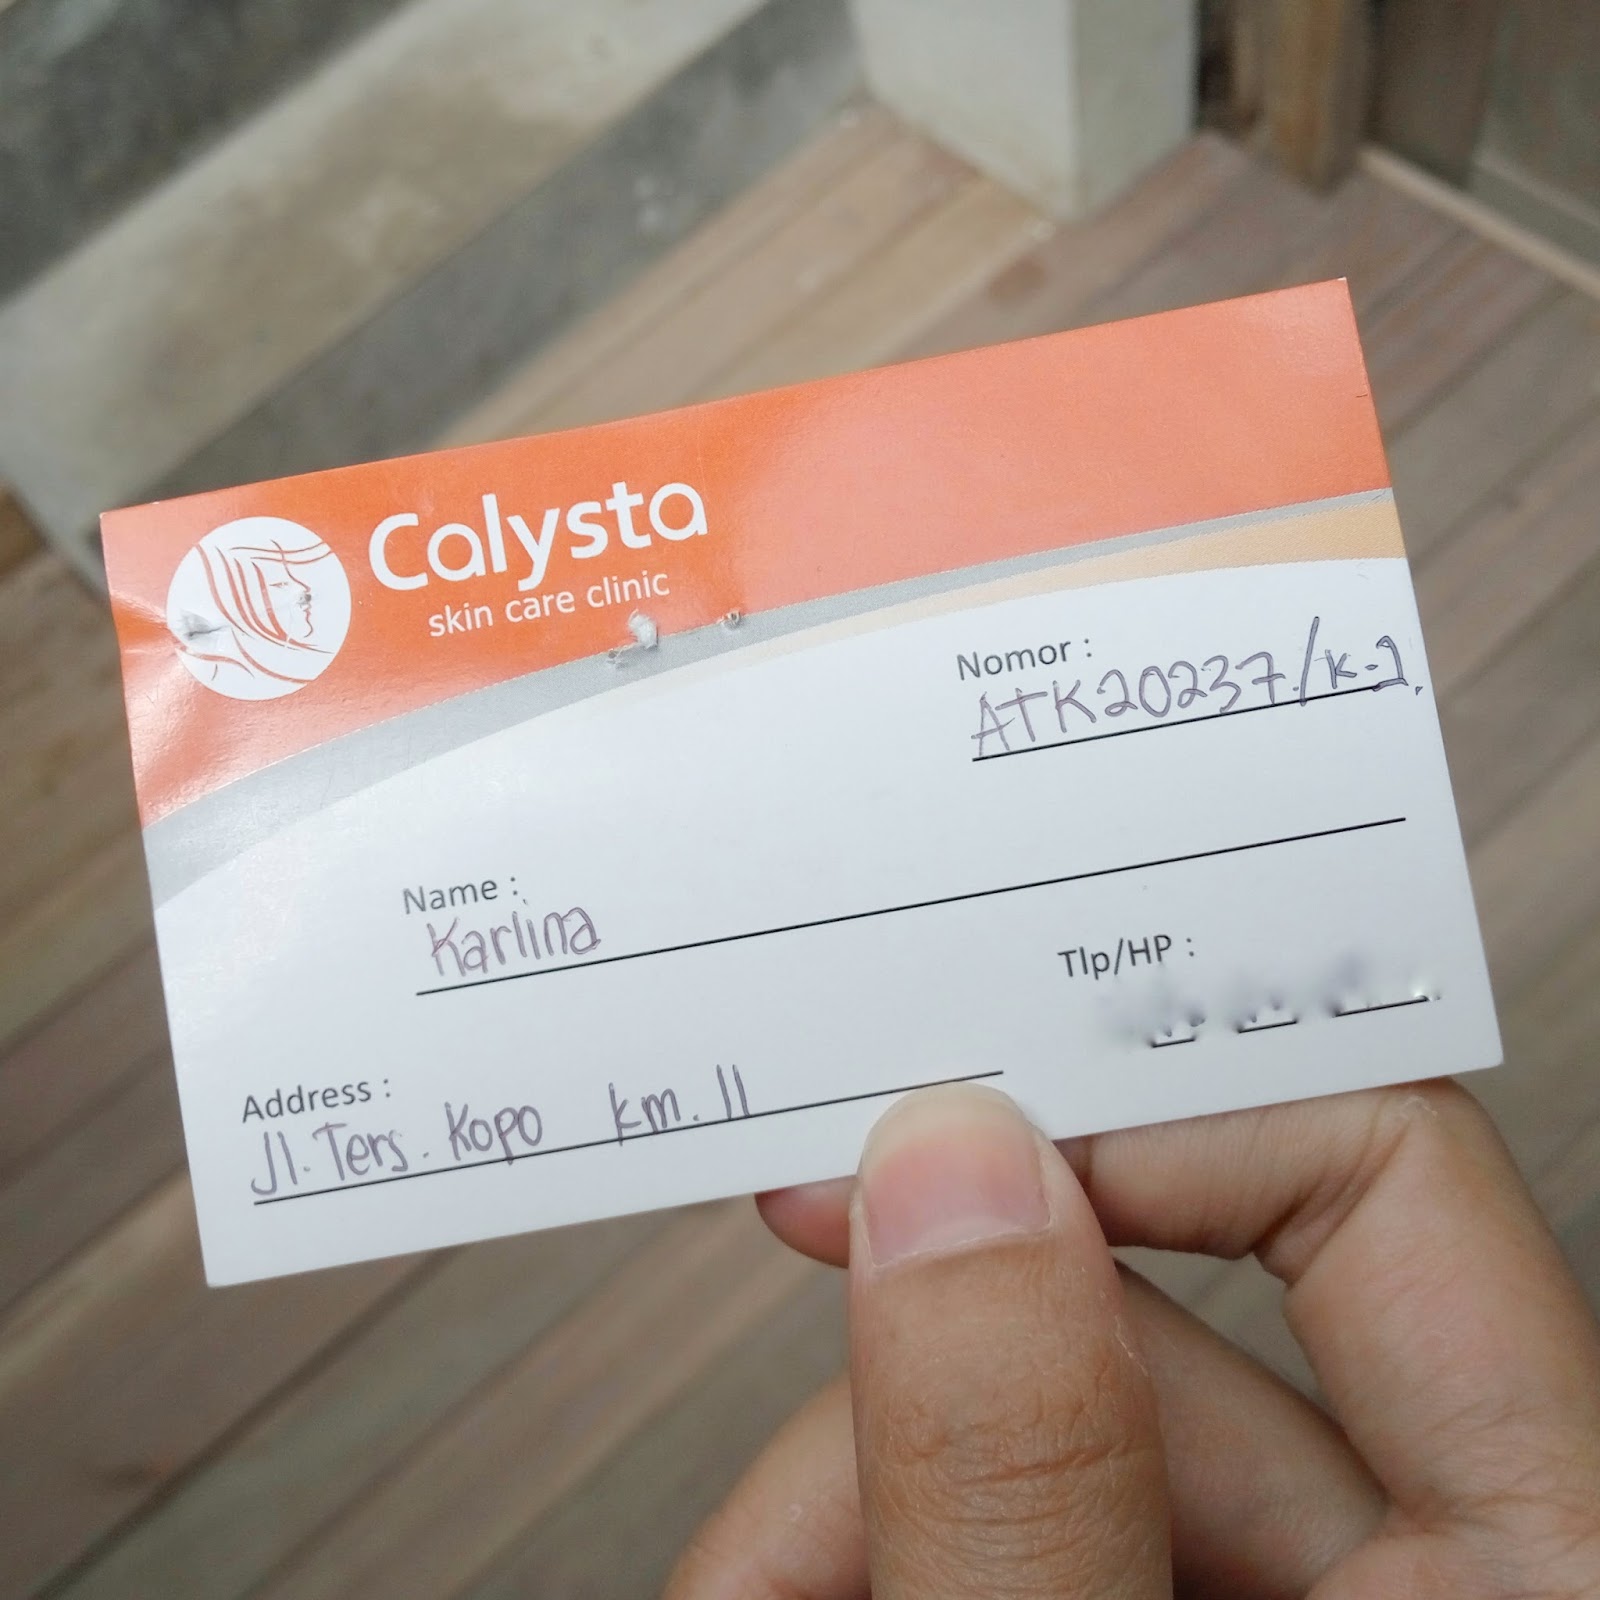 Calysta
skin care clinic
Nomor :
ATK20237/K-2.
Name :
Karlina
Tlp/HP :
Address :
Jl. Ters. Kopo km. 11